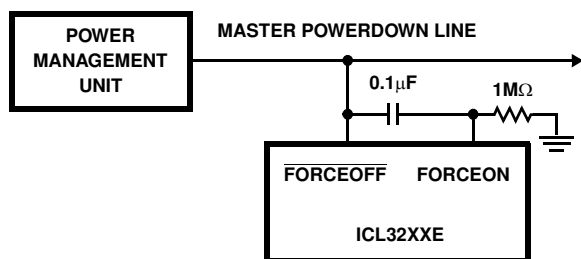 POWER
MANAGEMENT
UNIT
MASTER POWERDOWN LINE
0.1μF
1MΩ
FORCEOFF FORCEON
ICL32XXE